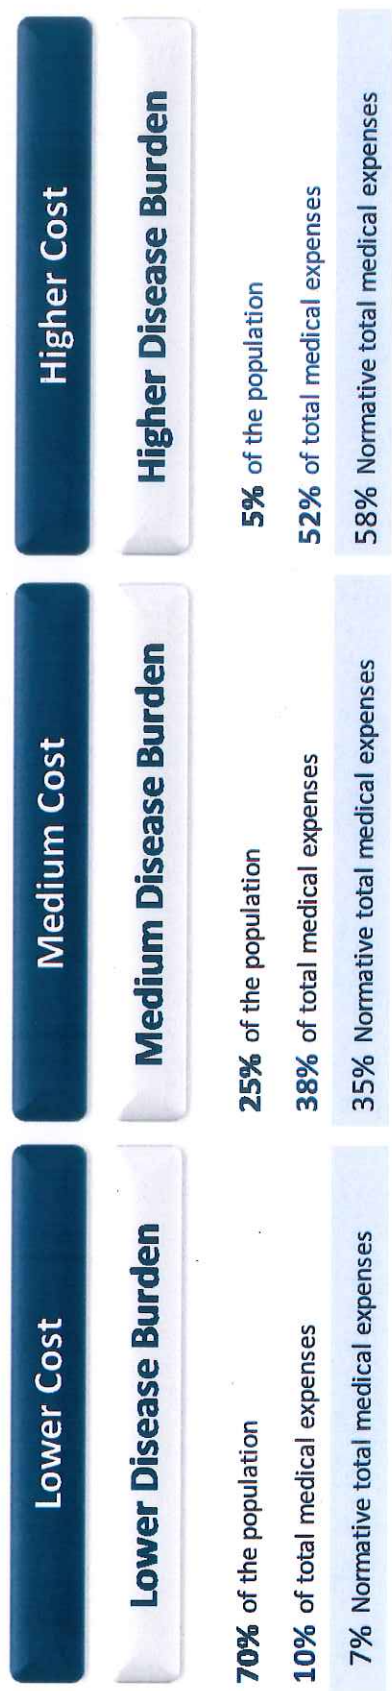 Lower Cost
Lower Disease Burden
70% of the population
10% of total medical expenses
7% Normative total medical expenses
Medium Cost
Medium Disease Burden
25% of the population
38% of total medical expenses
35% Normative total medical expenses
Higher Cost
Higher Disease Burden
5% of the population
52% of total medical expenses
58% Normative total medical expenses